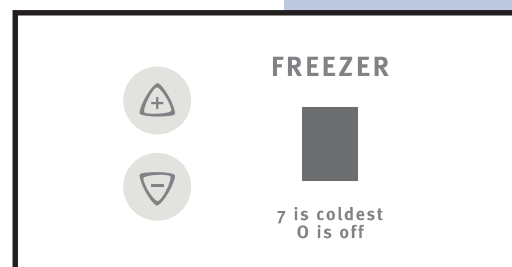 FREEZER
+
−
7 is coldest
0 is off